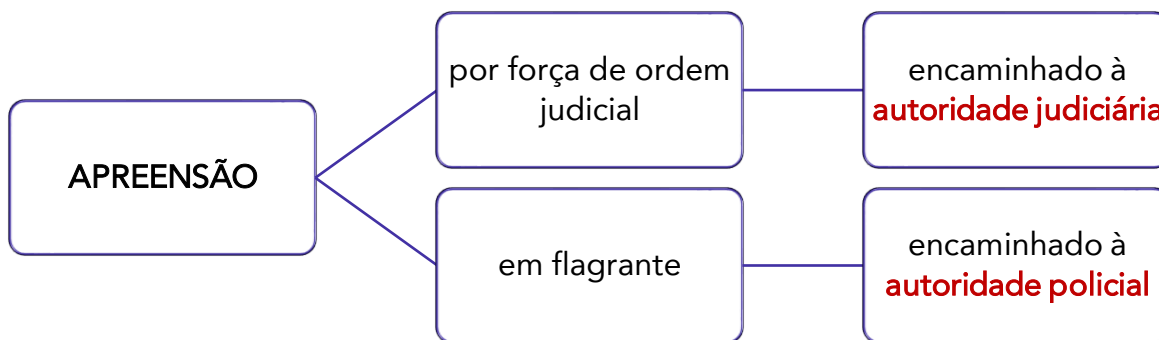 APREENSÃO
por força de ordem
judicial
encaminhado à
autoridade judiciária
em flagrante
encaminhado à
autoridade policial